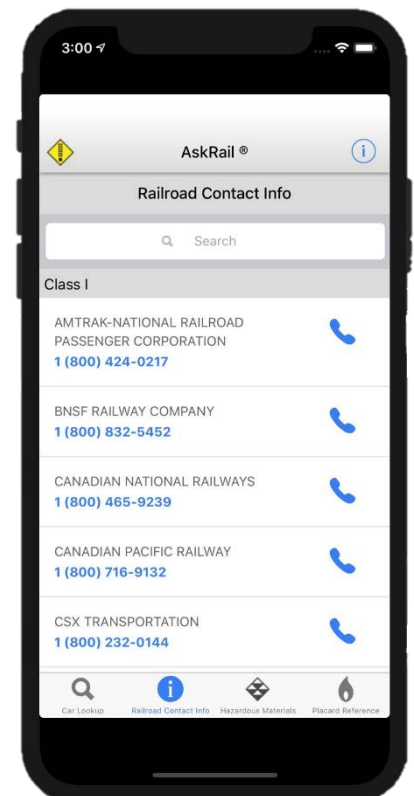 3:00
AskRail ®
Railroad Contact Info
Search
Class I
AMTRAK-NATIONAL RAILROAD
PASSENGER CORPORATION
1 (800) 424-0217
BNSF RAILWAY COMPANY
1 (800) 832-5452
CANADIAN NATIONAL RAILWAYS
1 (800) 465-9239
CANADIAN PACIFIC RAILWAY
1 (800) 716-9132
CSX TRANSPORTATION
1 (800) 232-0144
Car Lookup Railroad Contact Info Hazardous Materials Placard Reference